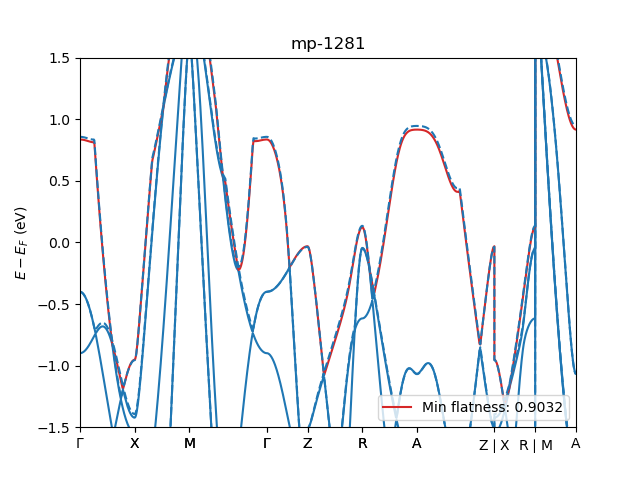 mp-1281
1.5
1.0
0.5
0.0
−0.5
−1.0
−1.5
E − E_F (eV)
Min flatness: 0.9032
Γ X M Γ Z R A Z | X R | M A